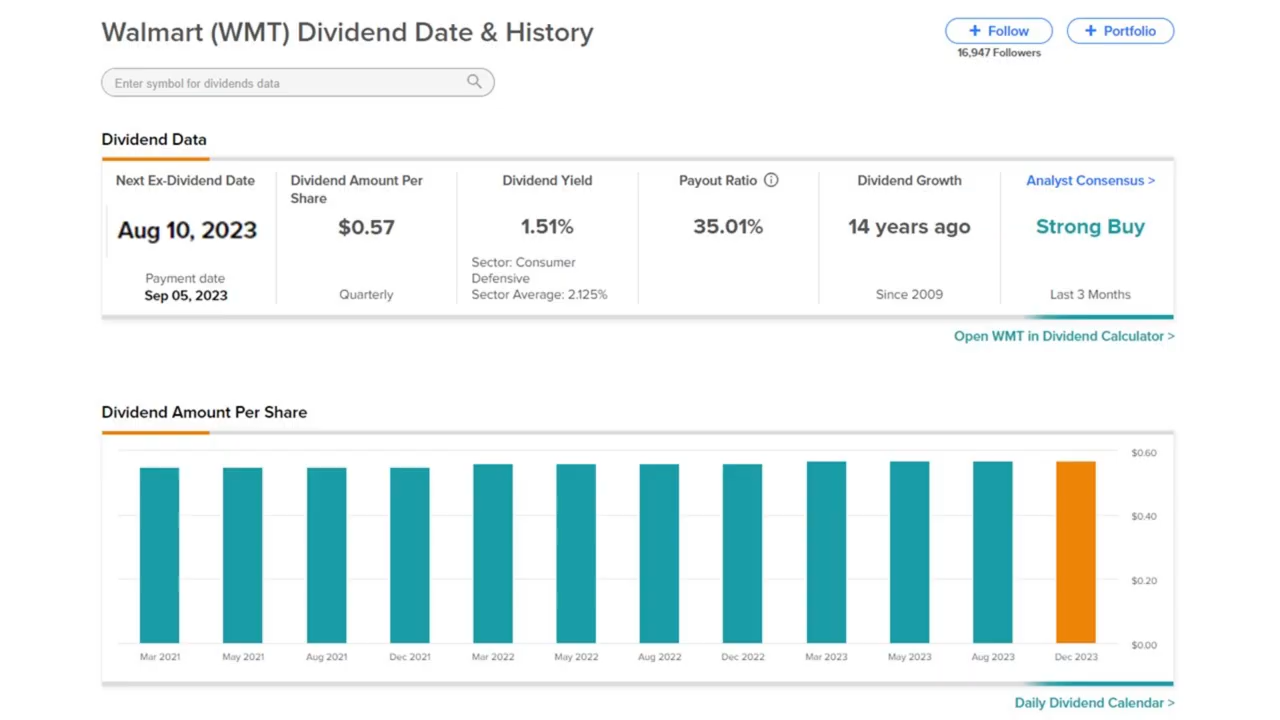 Walmart (WMT) Dividend Date & History
+ Follow
+ Portfolio
16,947 Followers
Enter symbol for dividends data
Dividend Data
Next Ex-Dividend Date
Aug 10, 2023
Payment date
Sep 05, 2023
Dividend Amount Per
Share
$0.57
Quarterly
Dividend Yield
1.51%
Sector: Consumer
Defensive
Sector Average: 2.125%
Payout Ratio
35.01%
Dividend Growth
14 years ago
Since 2009
Analyst Consensus >
Strong Buy
Last 3 Months
Open WMT in Dividend Calculator >
Dividend Amount Per Share
$0.60
$0.40
$0.20
$0.00
Mar 2021 May 2021 Aug 2021 Dec 2021 Mar 2022 May 2022 Aug 2022 Dec 2022 Mar 2023 May 2023 Aug 2023 Dec 2023
Daily Dividend Calendar >